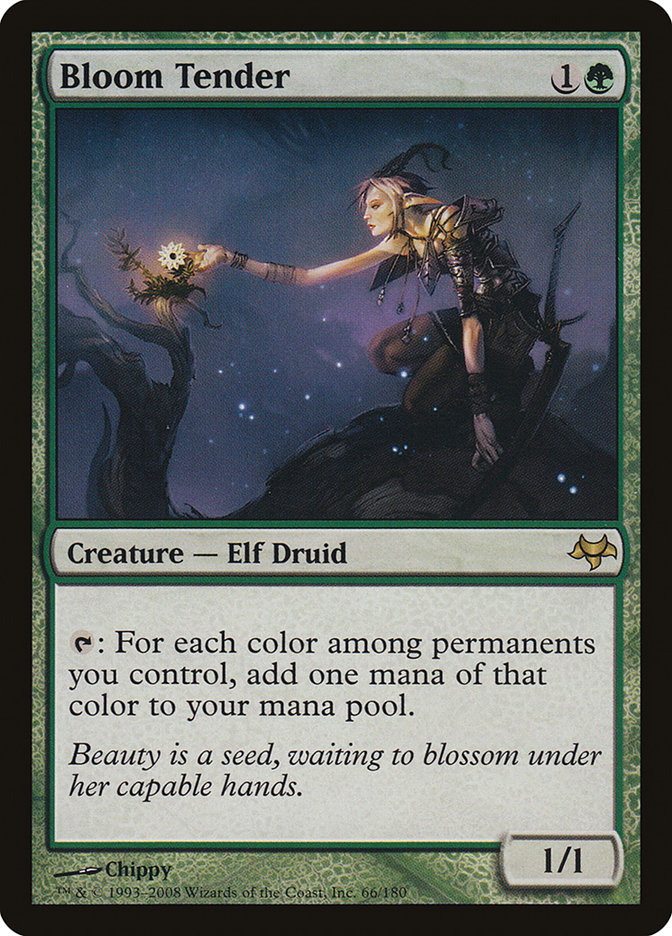 Bloom Tender 1
Creature — Elf Druid
: For each color among permanents
you control, add one mana of that
color to your mana pool.
Beauty is a seed, waiting to blossom under
her capable hands.
1/1
Chippy
™ & © 1993–2008 Wizards of the Coast, Inc. 66/180